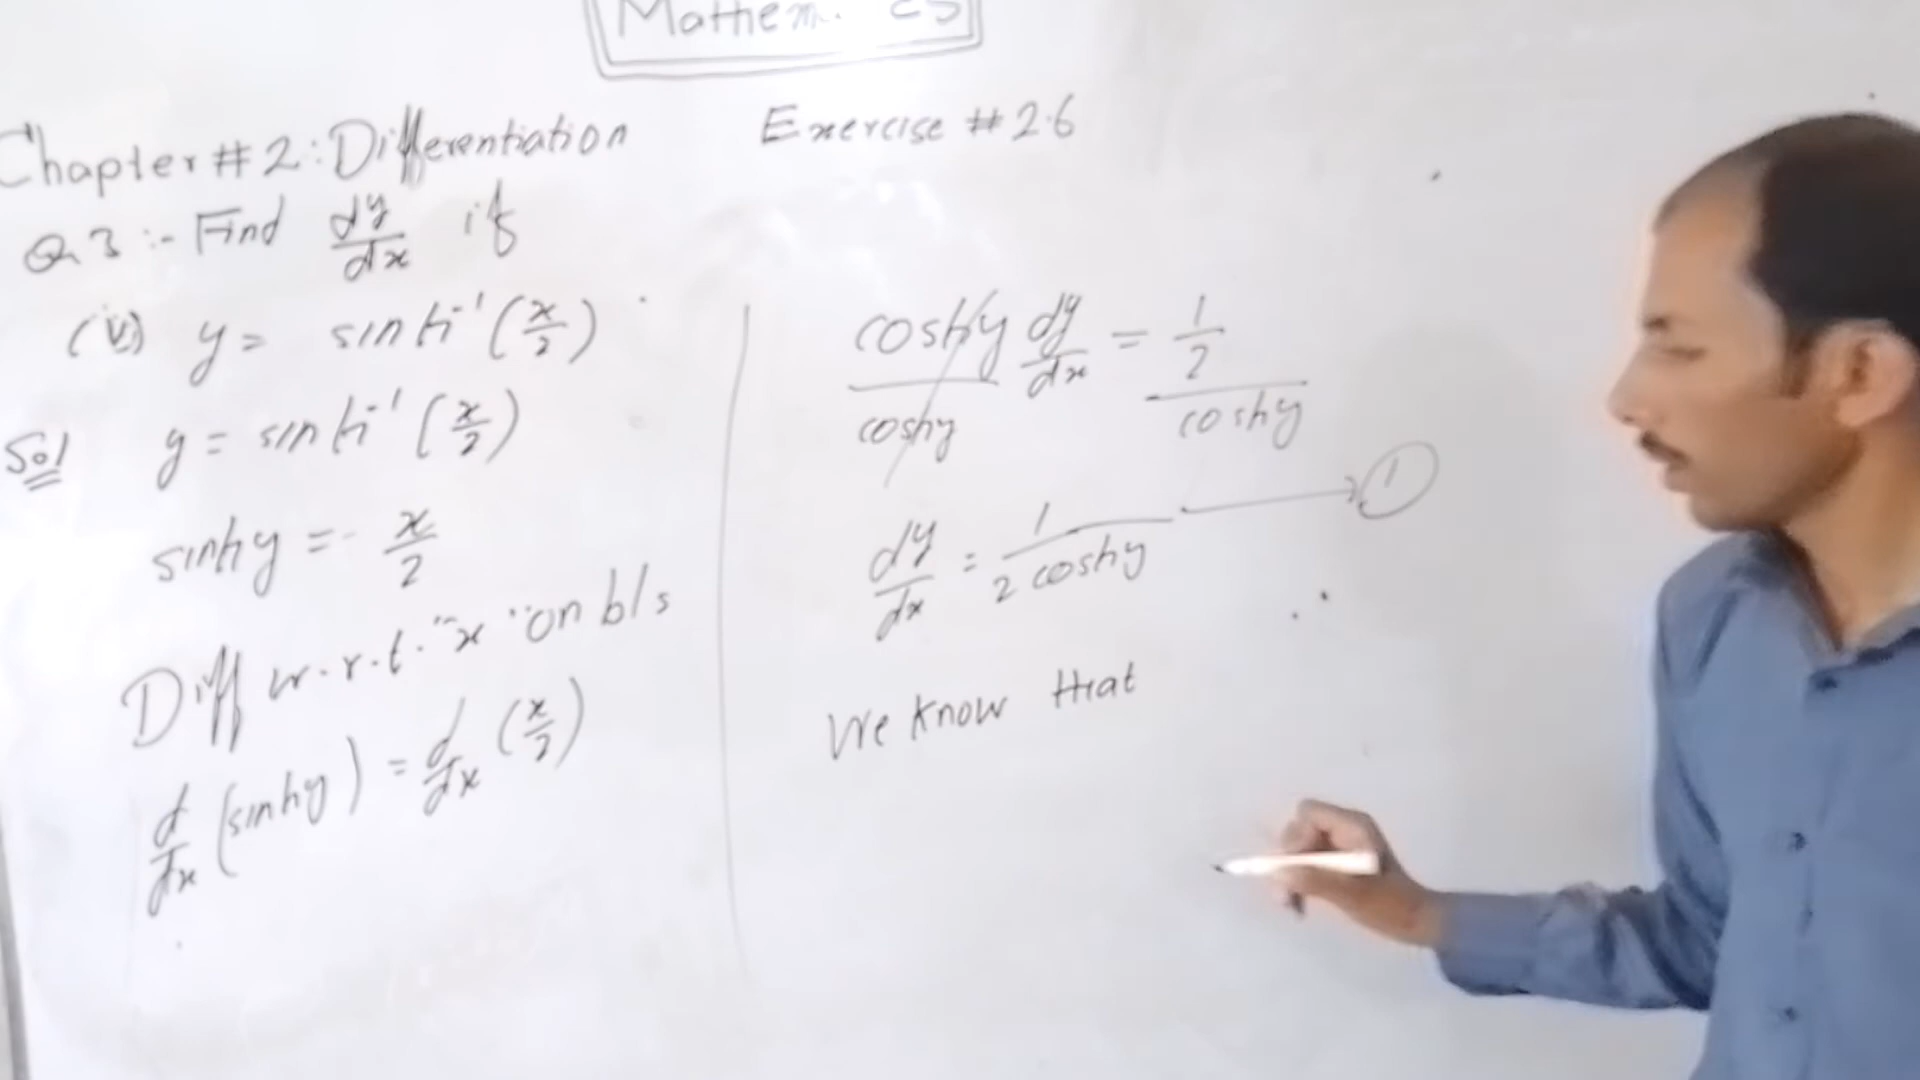 Mathem
Chapter # 2 : Differentiation
Exercise # 2.6
Q3 :- Find dy/dx if
(v) y = sinh⁻¹(x/2)
Sol y = sinh⁻¹(x/2)
sinhy = x/2
Diff w.r.t. "x" on b/s
d/dx (sinhy) = d/dx (x/2)
coshy/coshy dy/dx = 1/2 / coshy
dy/dx = 1/2coshy → 1
We know that